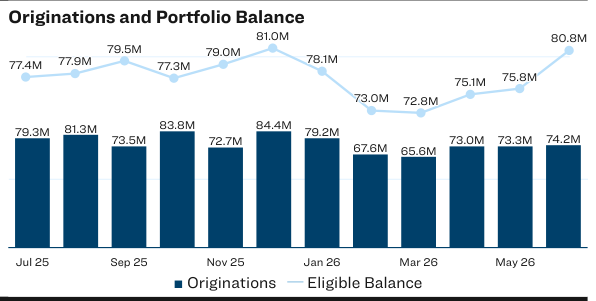 Originations and Portfolio Balance
77.4M 77.9M 79.5M 77.3M 79.0M 81.0M 78.1M 73.0M 72.8M 75.1M 75.8M 80.8M
79.3M 81.3M 73.5M 83.8M 72.7M 84.4M 79.2M 67.6M 65.6M 73.0M 73.3M 74.2M
Jul 25 Sep 25 Nov 25 Jan 26 Mar 26 May 26
Originations Eligible Balance